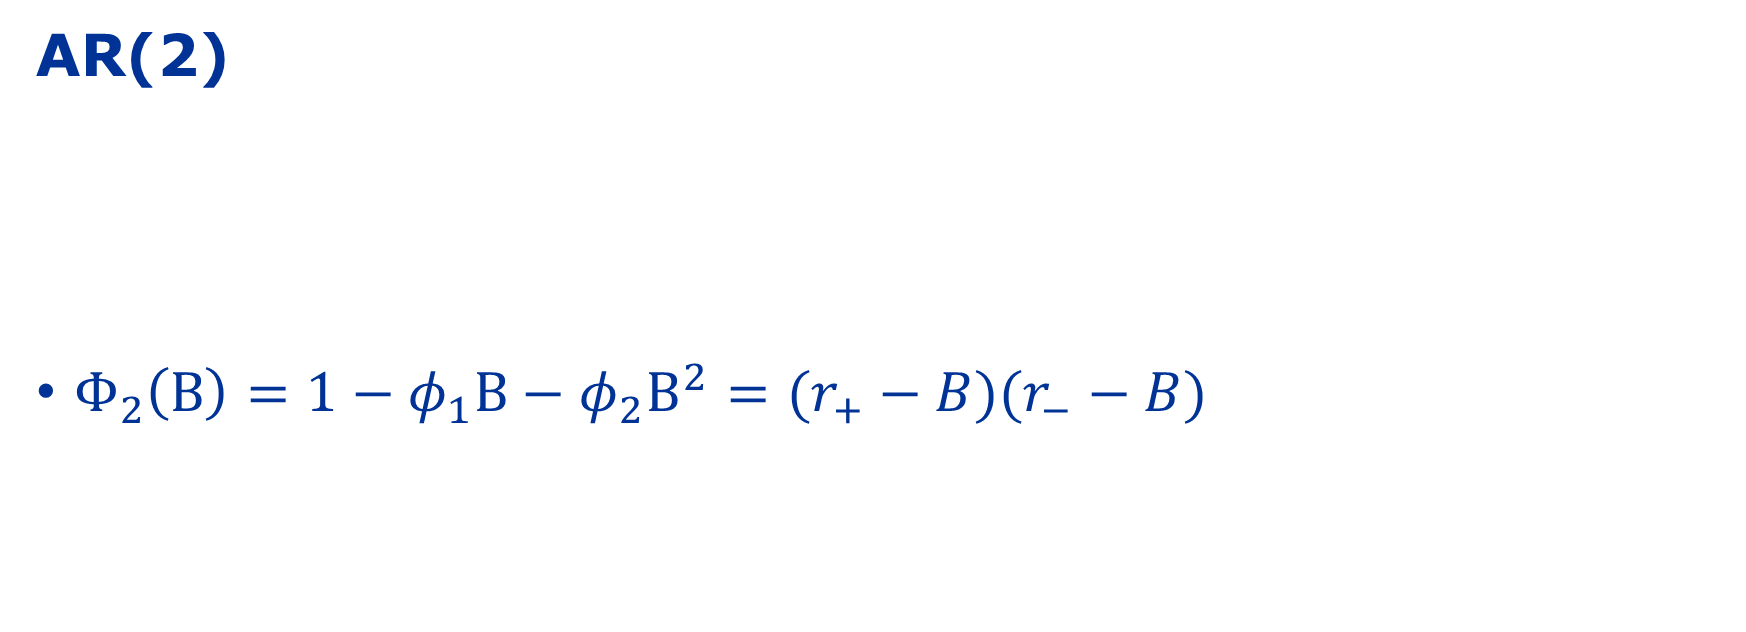 AR(2)
• Φ₂(B) = 1 − ϕ₁B − ϕ₂B² = (r₊ − B)(r₋ − B)